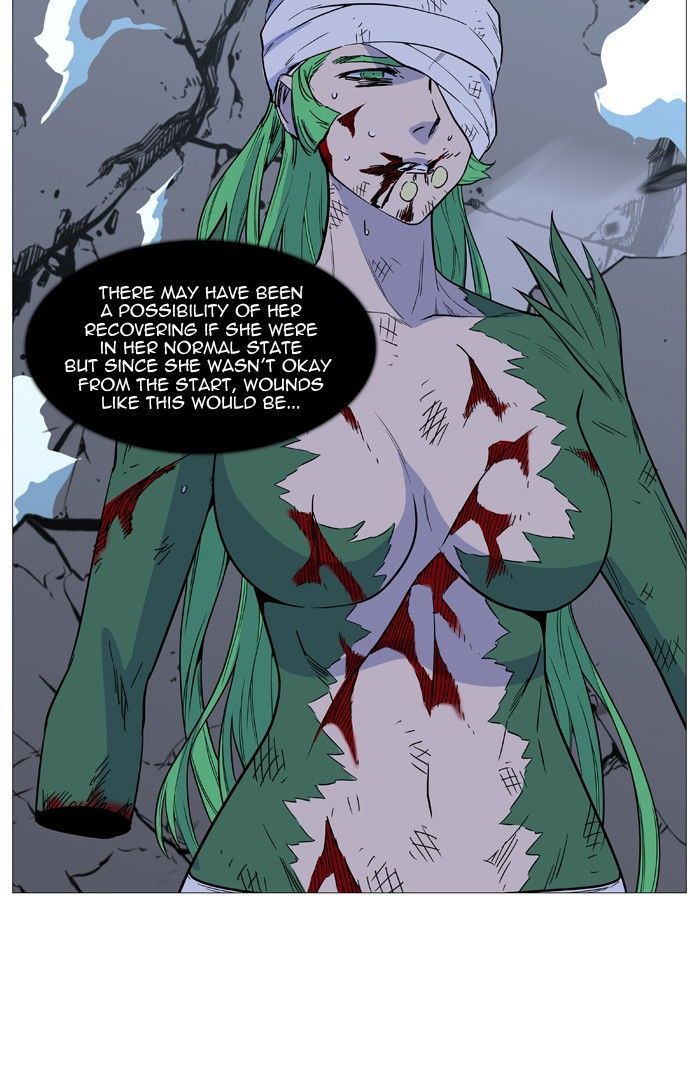 THERE MAY HAVE BEEN
A POSSIBILITY OF HER
RECOVERING IF SHE WERE
IN HER NORMAL STATE
BUT SINCE SHE WASN'T OKAY
FROM THE START, WOUNDS
LIKE THIS WOULD BE...